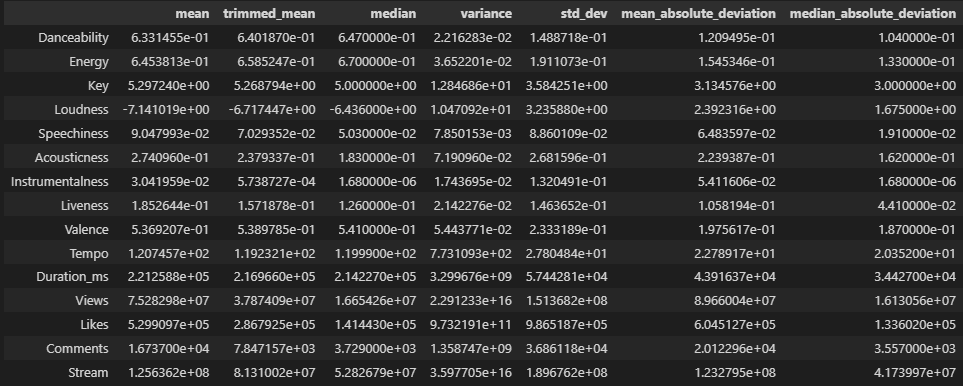 mean trimmed_mean median variance std_dev mean_absolute_deviation median_absolute_deviation
Danceability 6.331455e-01 6.401870e-01 6.470000e-01 2.216283e-02 1.488718e-01 1.209495e-01 1.040000e-01
Energy 6.453813e-01 6.585247e-01 6.700000e-01 3.652201e-02 1.911073e-01 1.545346e-01 1.330000e-01
Key 5.297240e+00 5.268794e+00 5.000000e+00 1.284686e+01 3.584251e+00 3.134576e+00 3.000000e+00
Loudness -7.141019e+00 -6.717447e+00 -6.436000e+00 1.047092e+01 3.235880e+00 2.392316e+00 1.675000e+00
Speechiness 9.047993e-02 7.029352e-02 5.030000e-02 7.850153e-03 8.860109e-02 6.483597e-02 1.910000e-02
Acousticness 2.740960e-01 2.379337e-01 1.830000e-01 7.190960e-02 2.681596e-01 2.239387e-01 1.620000e-01
Instrumentalness 3.041959e-02 5.738727e-04 1.680000e-06 1.743695e-02 1.320491e-01 5.411606e-02 1.680000e-06
Liveness 1.852644e-01 1.571878e-01 1.260000e-01 2.142276e-02 1.463652e-01 1.058194e-01 4.410000e-02
Valence 5.369207e-01 5.389785e-01 5.410000e-01 5.443771e-02 2.333189e-01 1.975617e-01 1.870000e-01
Tempo 1.207457e+02 1.192321e+02 1.199900e+02 7.731093e+02 2.780484e+01 2.278917e+01 2.035200e+01
Duration_ms 2.212588e+05 2.169660e+05 2.142270e+05 3.299676e+09 5.744281e+04 4.391637e+04 3.442700e+04
Views 7.528298e+07 3.787409e+07 1.665426e+07 2.291233e+16 1.513682e+08 8.966004e+07 1.613056e+07
Likes 5.299097e+05 2.867925e+05 1.414430e+05 9.732191e+11 9.865187e+05 6.045127e+05 1.336020e+05
Comments 1.673700e+04 7.847157e+03 3.729000e+03 1.358747e+09 3.686118e+04 2.012296e+04 3.557000e+03
Stream 1.256362e+08 8.131002e+07 5.282679e+07 3.597705e+16 1.896762e+08 1.232795e+08 4.173997e+07